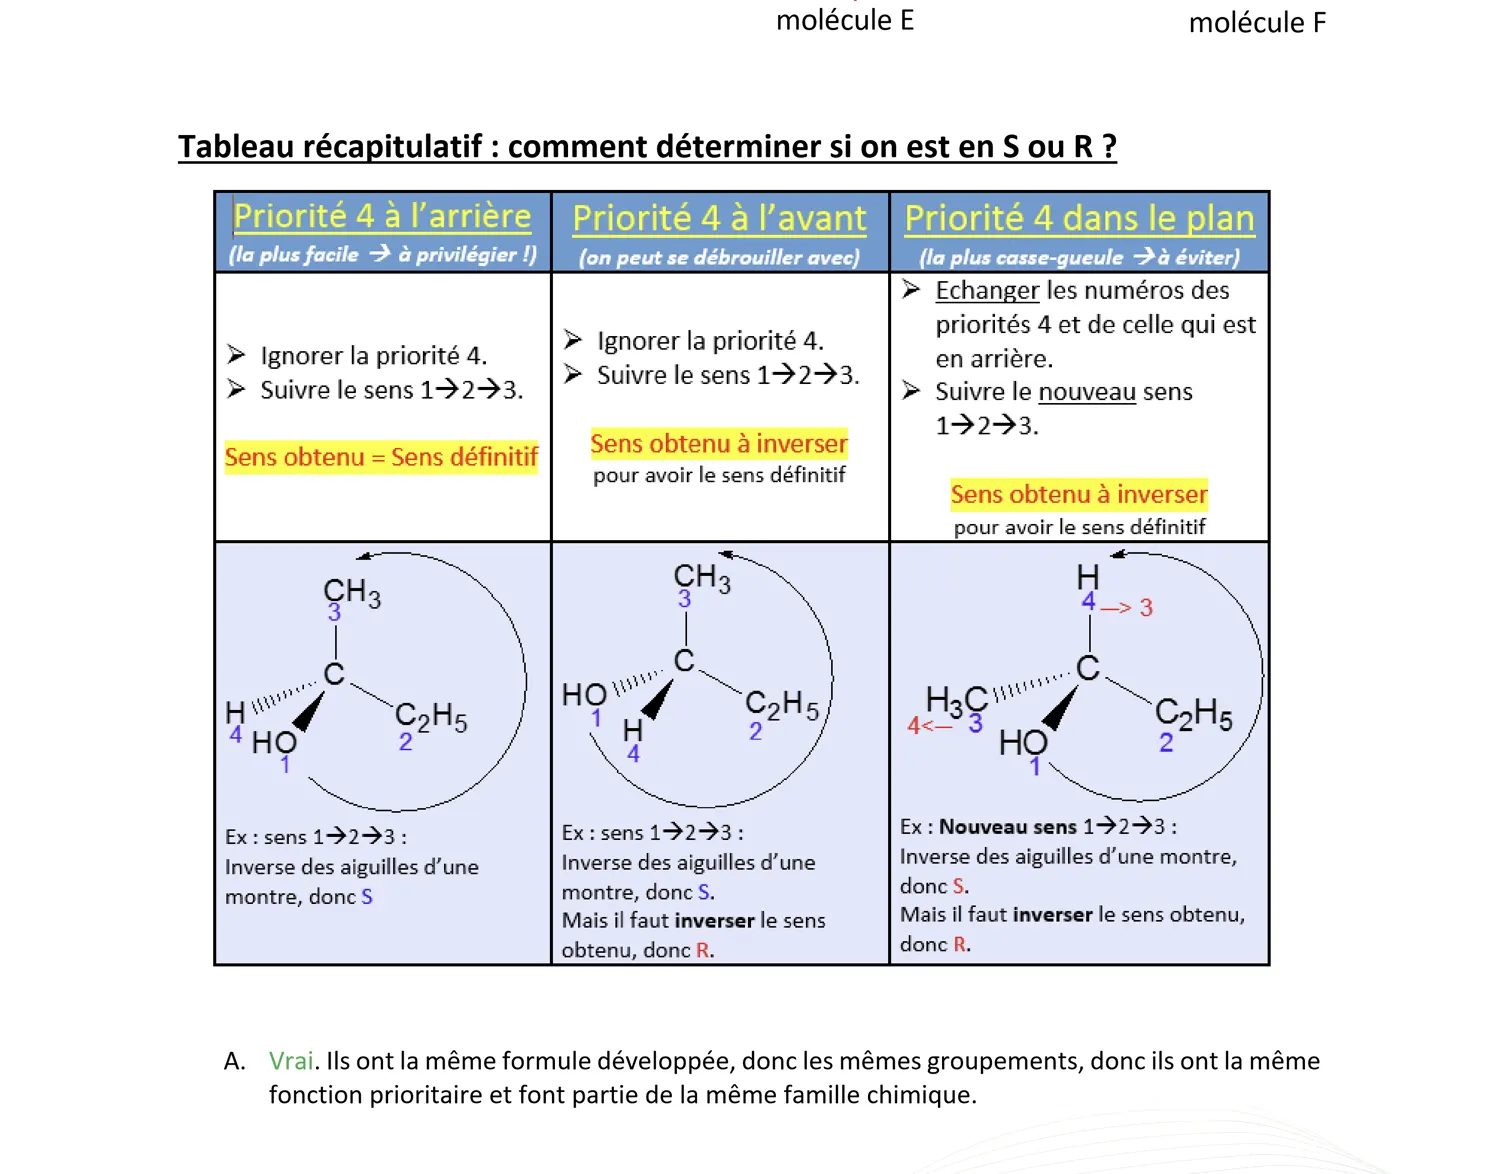 molécule E
molécule F
Tableau récapitulatif : comment déterminer si on est en S ou R ?
Priorité 4 à l’arrière
(la plus facile → à privilégier !)
Priorité 4 à l’avant
(on peut se débrouiller avec)
Priorité 4 dans le plan
(la plus casse-gueule → à éviter)
➢ Ignorer la priorité 4.
➢ Suivre le sens 1→2→3.
Sens obtenu = Sens définitif
➢ Ignorer la priorité 4.
➢ Suivre le sens 1→2→3.
Sens obtenu à inverser
pour avoir le sens définitif
➢ Echanger les numéros des
priorités 4 et de celle qui est
en arrière.
➢ Suivre le nouveau sens
1→2→3.
Sens obtenu à inverser
pour avoir le sens définitif
CH3
3
C
H
4
HO
1
C2H5
2
Ex : sens 1→2→3 :
Inverse des aiguilles d’une
montre, donc S
CH3
3
C
HO
1
H
4
C2H5
2
Ex : sens 1→2→3 :
Inverse des aiguilles d’une
montre, donc S.
Mais il faut inverser le sens
obtenu, donc R.
H
4 —> 3
C
H3C
4<— 3
HO
1
C2H5
2
Ex : Nouveau sens 1→2→3 :
Inverse des aiguilles d’une montre,
donc S.
Mais il faut inverser le sens obtenu,
donc R.
A. Vrai. Ils ont la même formule développée, donc les mêmes groupements, donc ils ont la même
fonction prioritaire et font partie de la même famille chimique.